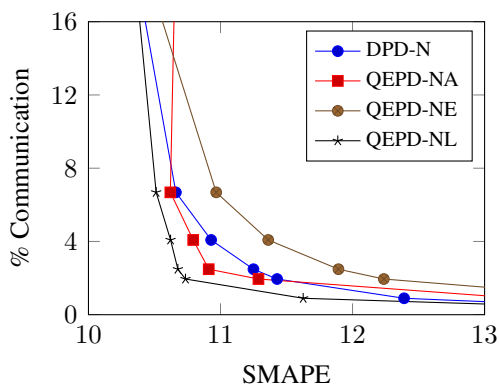 DPD-N
QEPD-NA
QEPD-NE
QEPD-NL
% Communication
16
12
8
4
0
10 11 12 13
SMAPE